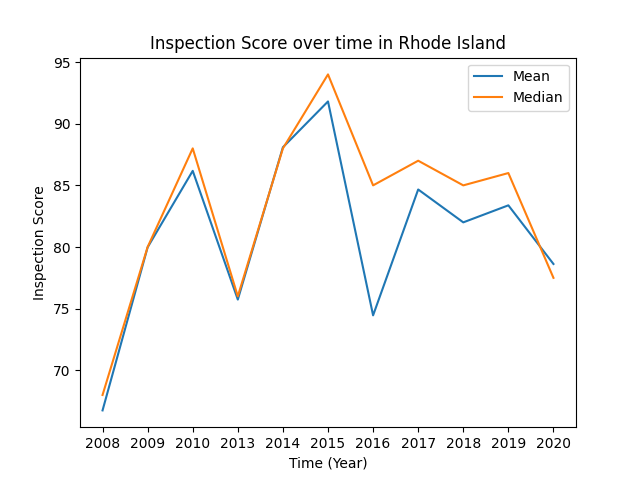 Inspection Score over time in Rhode Island
95
90
85
80
75
70
Inspection Score
Mean
Median
2008 2009 2010 2013 2014 2015 2016 2017 2018 2019 2020
Time (Year)